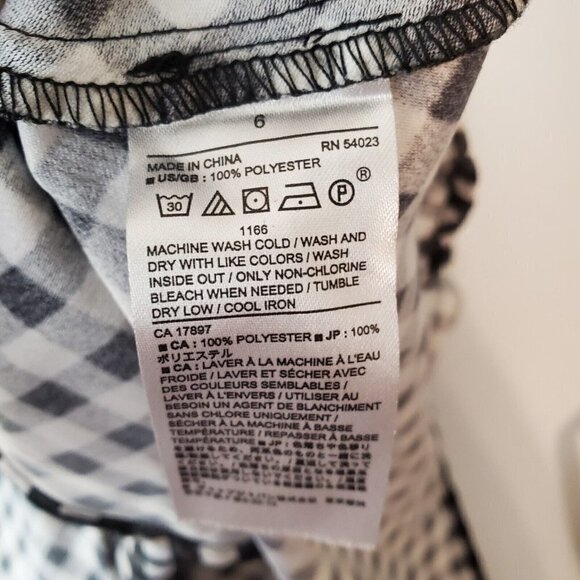 6
RN 54023
MADE IN CHINA
■ US/GB : 100% POLYESTER
30 P ®
1166
MACHINE WASH COLD / WASH AND
DRY WITH LIKE COLORS / WASH
INSIDE OUT / ONLY NON-CHLORINE
BLEACH WHEN NEEDED / TUMBLE
DRY LOW / COOL IRON
CA 17897
■ CA : 100% POLYESTER ■ JP : 100%
ポリエステル
■ CA : LAVER À LA MACHINE À L'EAU
FROIDE / LAVER ET SÉCHER AVEC
DES COULEURS SEMBLABLES /
LAVER À L'ENVERS / UTILISER AU
BESOIN UN AGENT DE BLANCHIMENT
SANS CHLORE UNIQUEMENT /
SÉCHER À LA MACHINE À BASSE
TEMPÉRATURE / REPASSER À BASSE
TEMPÉRATURE ■ JP :